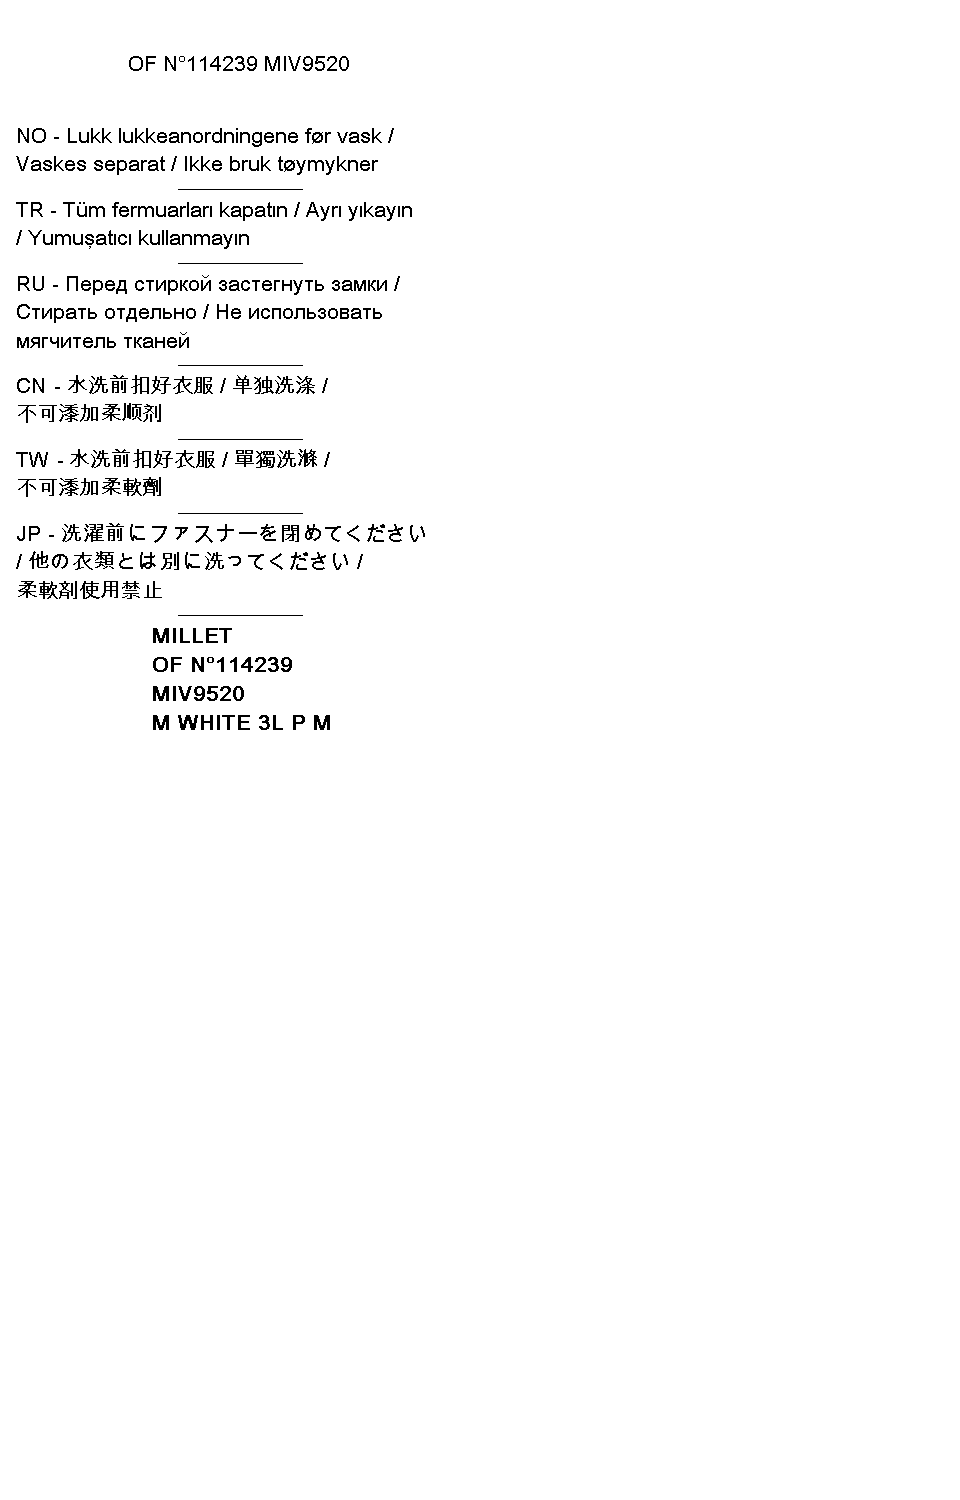 OF N°114239 MIV9520
NO - Lukk lukkeanordningene før vask /
Vaskes separat / Ikke bruk tøymykner
TR - Tüm fermuarları kapatın / Ayrı yıkayın
/ Yumuşatıcı kullanmayın
RU - Перед стиркой застегнуть замки /
Стирать отдельно / Не использовать
мягчитель тканей
CN - 水洗前扣好衣服 / 单独洗涤 /
不可添加柔顺剂
TW - 水洗前扣好衣服 / 單獨洗滌 /
不可添加柔軟劑
JP - 洗濯前にファスナーを閉めてください
/ 他の衣類とは別に洗ってください /
柔軟剤使用禁止
MILLET
OF N°114239
MIV9520
M WHITE 3L P M